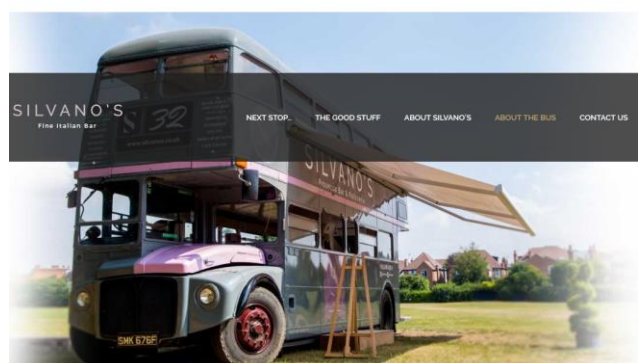 SILVANO'S
Fine Italian Bar
NEXT STOP..
THE GOOD STUFF
ABOUT SILVANO'S
ABOUT THE BUS
CONTACT US
32
SILVANO'S
SMK 676F